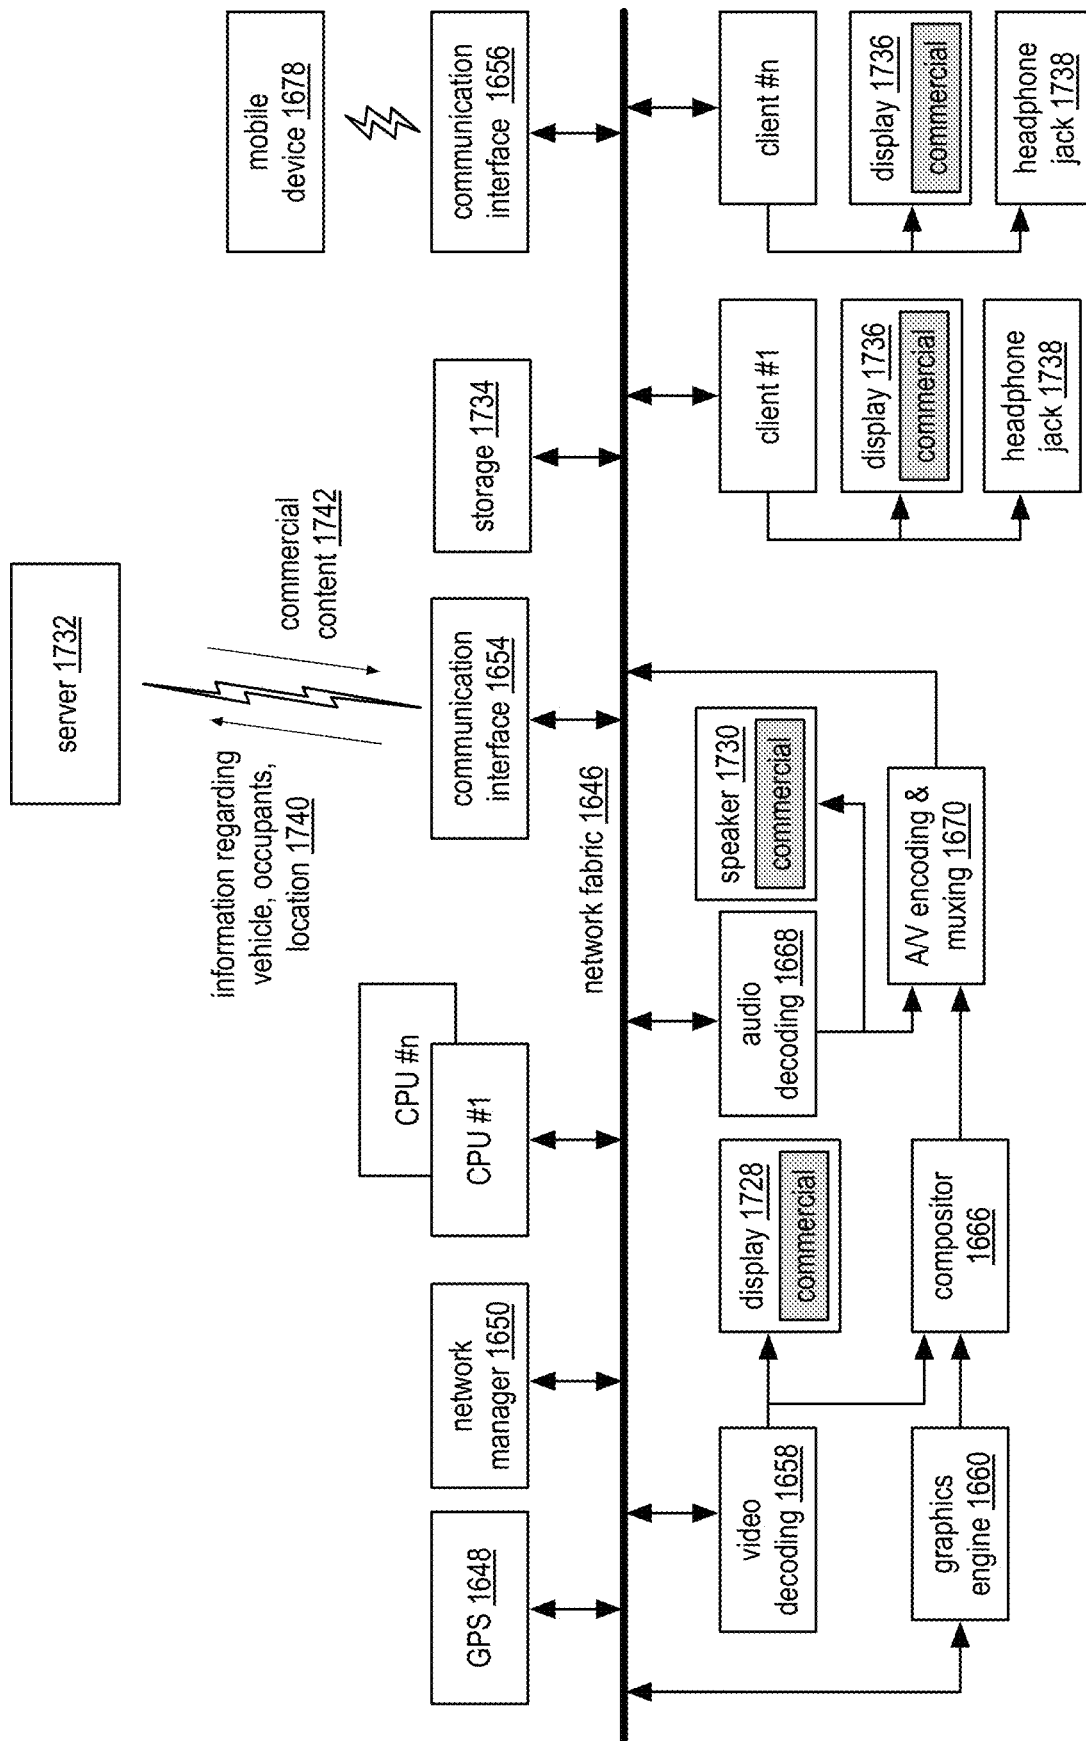 server 1732
mobile
device 1678
information regarding
vehicle, occupants,
location 1740
commercial
content 1742
CPU #n
GPS 1648
network
manager 1650
CPU #1
communication
interface 1654
storage 1734
communication
interface 1656
network fabric 1646
video
decoding 1658
display 1728
commercial
audio
decoding 1668
speaker 1730
commercial
client #1
client #n
display 1736
commercial
display 1736
commercial
graphics
engine 1660
compositor
1666
A/V encoding &
muxing 1670
headphone
jack 1738
headphone
jack 1738